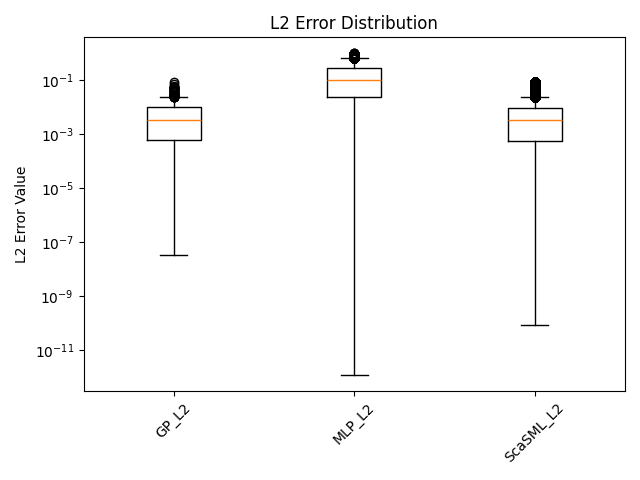 L2 Error Distribution
L2 Error Value
10⁻¹
10⁻³
10⁻⁵
10⁻⁷
10⁻⁹
10⁻¹¹
GP_L2
MLP_L2
ScaSML_L2